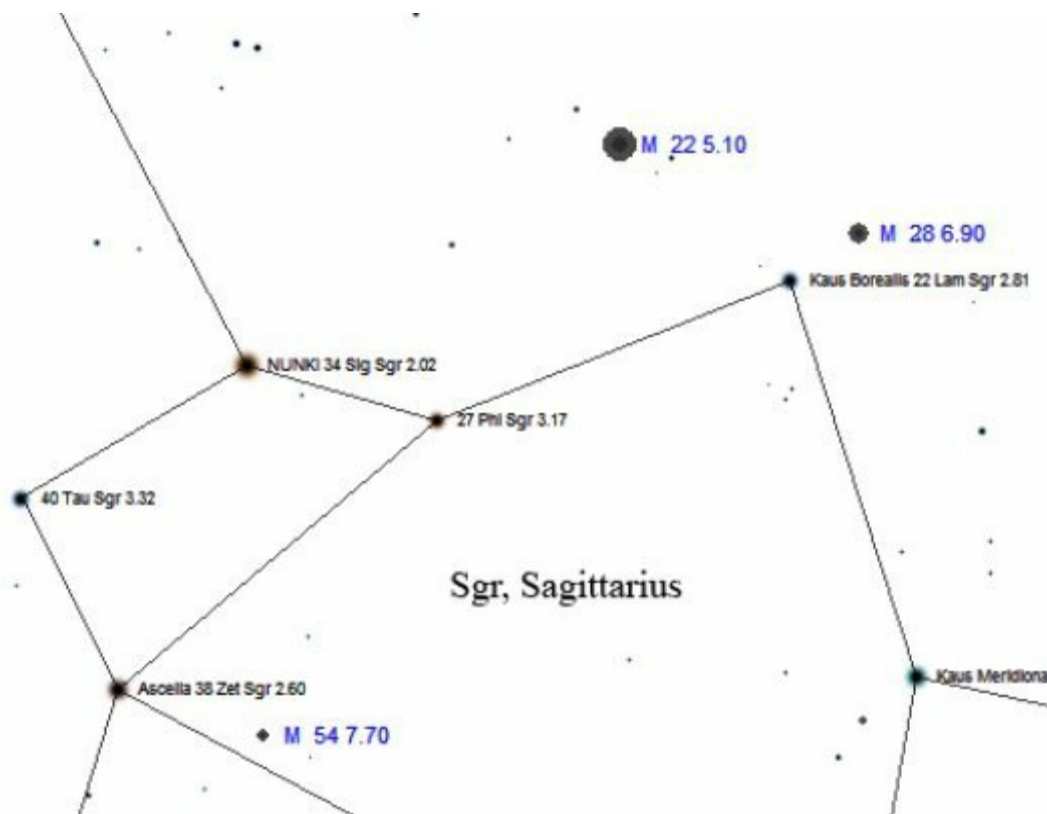 M 22 5.10
M 28 6.90
Kaus Borealis 22 Lam Sgr 2.81
NUNKI 34 Sig Sgr 2.02
27 Phi Sgr 3.17
40 Tau Sgr 3.32
Sgr, Sagittarius
Kaus Meridiona
Ascella 38 Zet Sgr 2.60
M 54 7.70